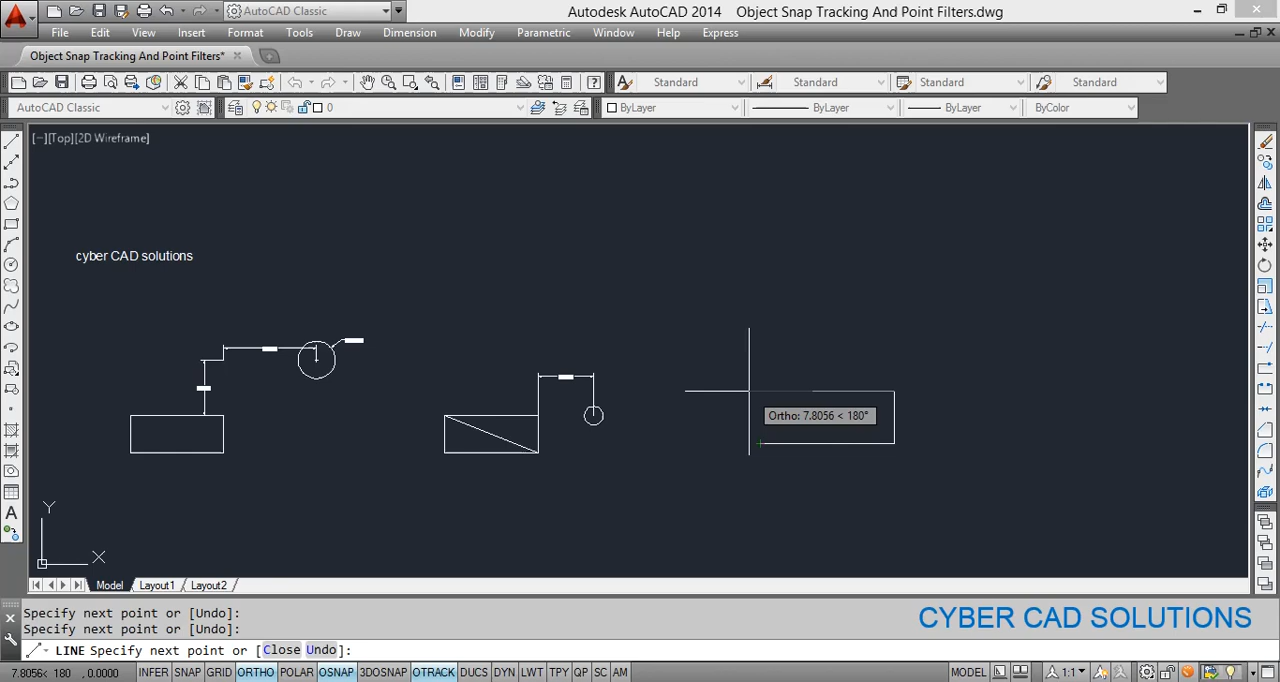 Autodesk AutoCAD 2014 Object Snap Tracking And Point Filters.dwg
AutoCAD Classic
File Edit View Insert Format Tools Draw Dimension Modify Parametric Window Help Express
Object Snap Tracking And Point Filters.dwg*
Standard Standard Standard Standard
AutoCAD Classic 0 ByLayer ByLayer ByLayer ByColor
[−][Top][2D Wireframe]
cyber CAD solutions
Ortho: 7.8056 < 180°
Y
X
Model Layout1 Layout2
Specify next point or [Undo]:
Specify next point or [Undo]:
CYBER CAD SOLUTIONS
LINE Specify next point or [Close Undo]:
7.8056< 180 ,0.0000 INFER SNAP GRID ORTHO POLAR OSNAP 3DOSNAP OTRACK DUCS DYN LWT TPY QP SC AM MODEL 1:1